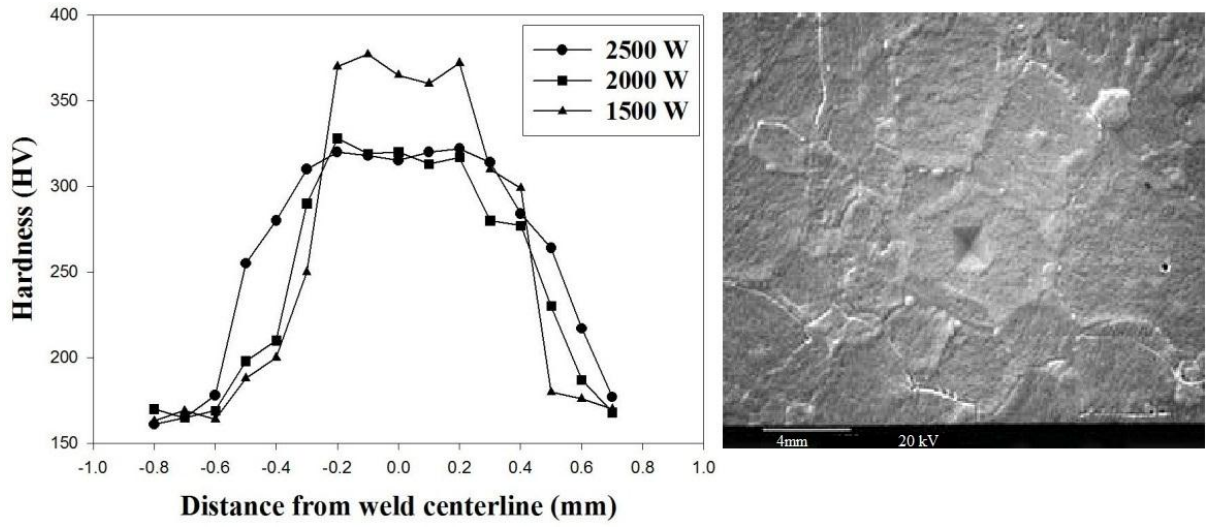 400
350
300
250
200
150
Hardness (HV)
2500 W
2000 W
1500 W
-1.0 -0.8 -0.6 -0.4 -0.2 0.0 0.2 0.4 0.6 0.8 1.0
Distance from weld centerline (mm)
4mm 20 kV